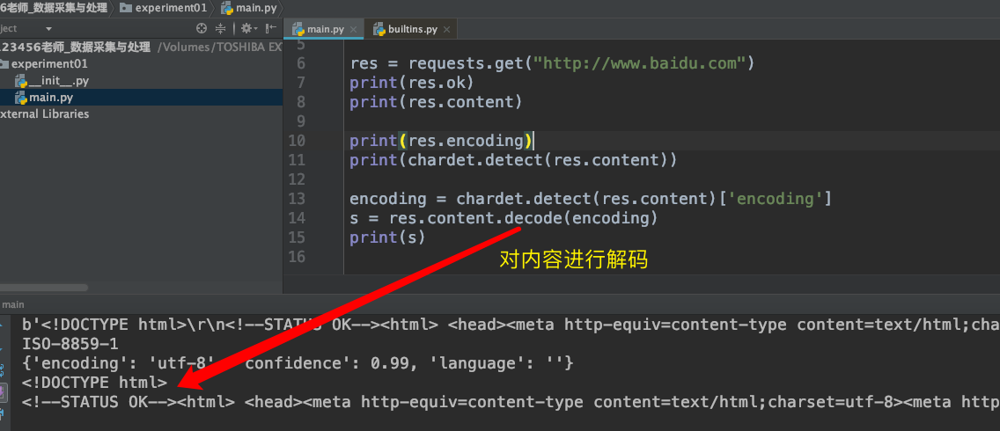 6老师_数据采集与处理 experiment01 main.py
ject
main.py builtins.py
123456老师_数据采集与处理 /Volumes/TOSHIBA EX
experiment01
__init__.py
main.py
xternal Libraries
5
6 res = requests.get("http://www.baidu.com")
7 print(res.ok)
8 print(res.content)
9
10 print(res.encoding)
11 print(chardet.detect(res.content))
12
13 encoding = chardet.detect(res.content)['encoding']
14 s = res.content.decode(encoding)
15 print(s)
16
对内容进行解码
main
b'<!DOCTYPE html>\r\n<!--STATUS OK--><html> <head><meta http-equiv=content-type content=text/html;char
ISO-8859-1
{'encoding': 'utf-8' confidence': 0.99, 'language': ''}
<!DOCTYPE html>
<!--STATUS OK--><html> <head><meta http-equiv=content-type content=text/html;charset=utf-8><meta http